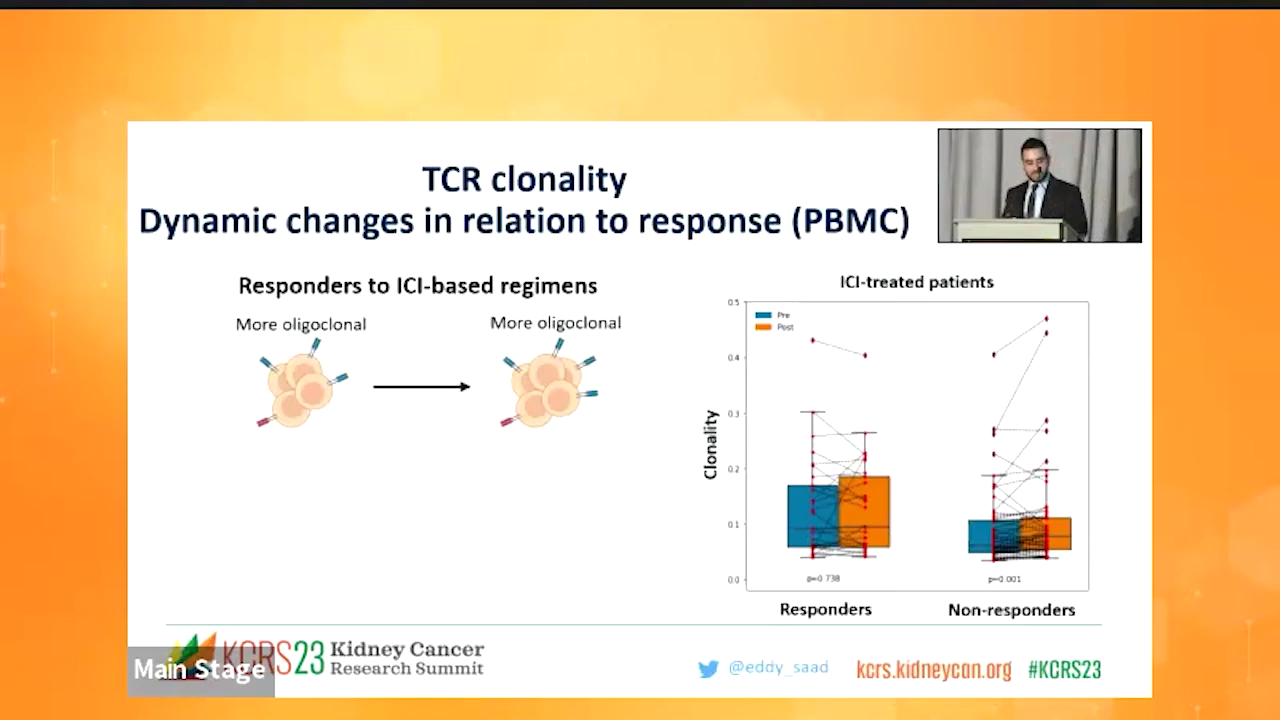 TCR clonality
Dynamic changes in relation to response (PBMC)
Responders to ICI-based regimens
More oligoclonal
More oligoclonal
ICI-treated patients
0.5
0.4
0.3
0.2
0.1
0.0
Clonality
Pre
Post
p=0.738
p=0.001
Responders
Non-responders
KCRS23
Kidney Cancer
Research Summit
Main Stage
@eddy_saad
kcrs.kidneycan.org
#KCRS23